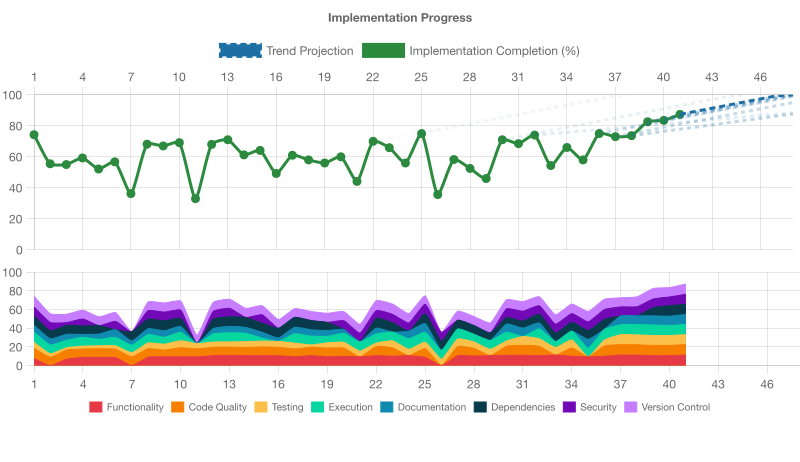 Implementation Progress
Trend Projection Implementation Completion (%)
1 4 7 10 13 16 19 22 25 28 31 34 37 40 43 46
100
80
60
40
20
0
100
80
60
40
20
0
1 4 7 10 13 16 19 22 25 28 31 34 37 40 43 46
Functionality Code Quality Testing Execution Documentation Dependencies Security Version Control